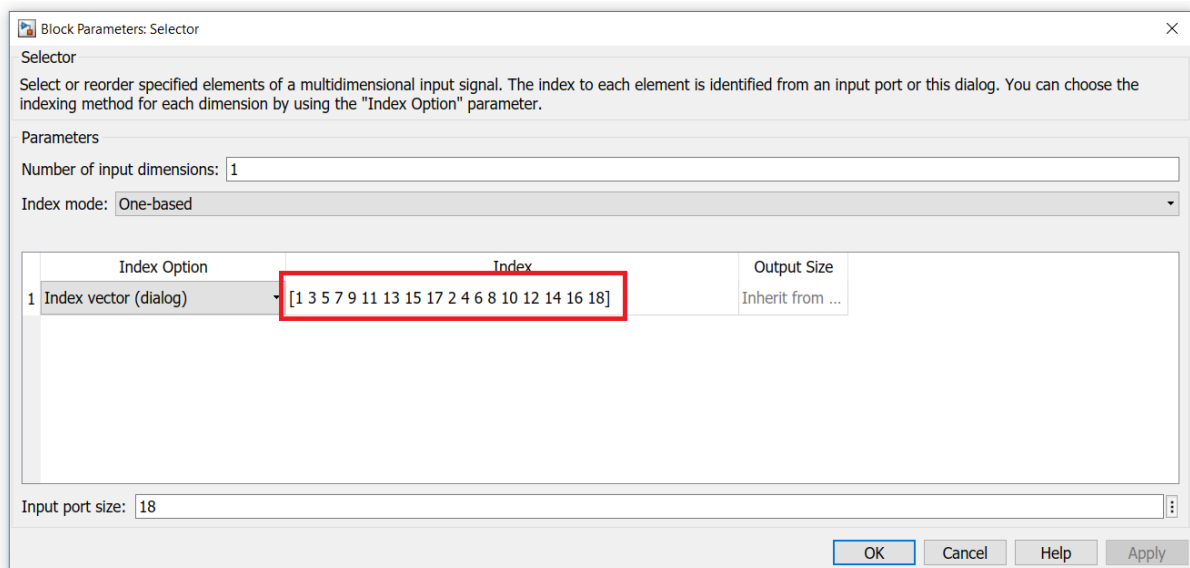 Block Parameters: Selector
Selector
Select or reorder specified elements of a multidimensional input signal. The index to each element is identified from an input port or this dialog. You can choose the
indexing method for each dimension by using the "Index Option" parameter.
Parameters
Number of input dimensions: 1
Index mode: One-based
Index Option Index Output Size
1 Index vector (dialog) [1 3 5 7 9 11 13 15 17 2 4 6 8 10 12 14 16 18] Inherit from ...
Input port size: 18
OK Cancel Help Apply